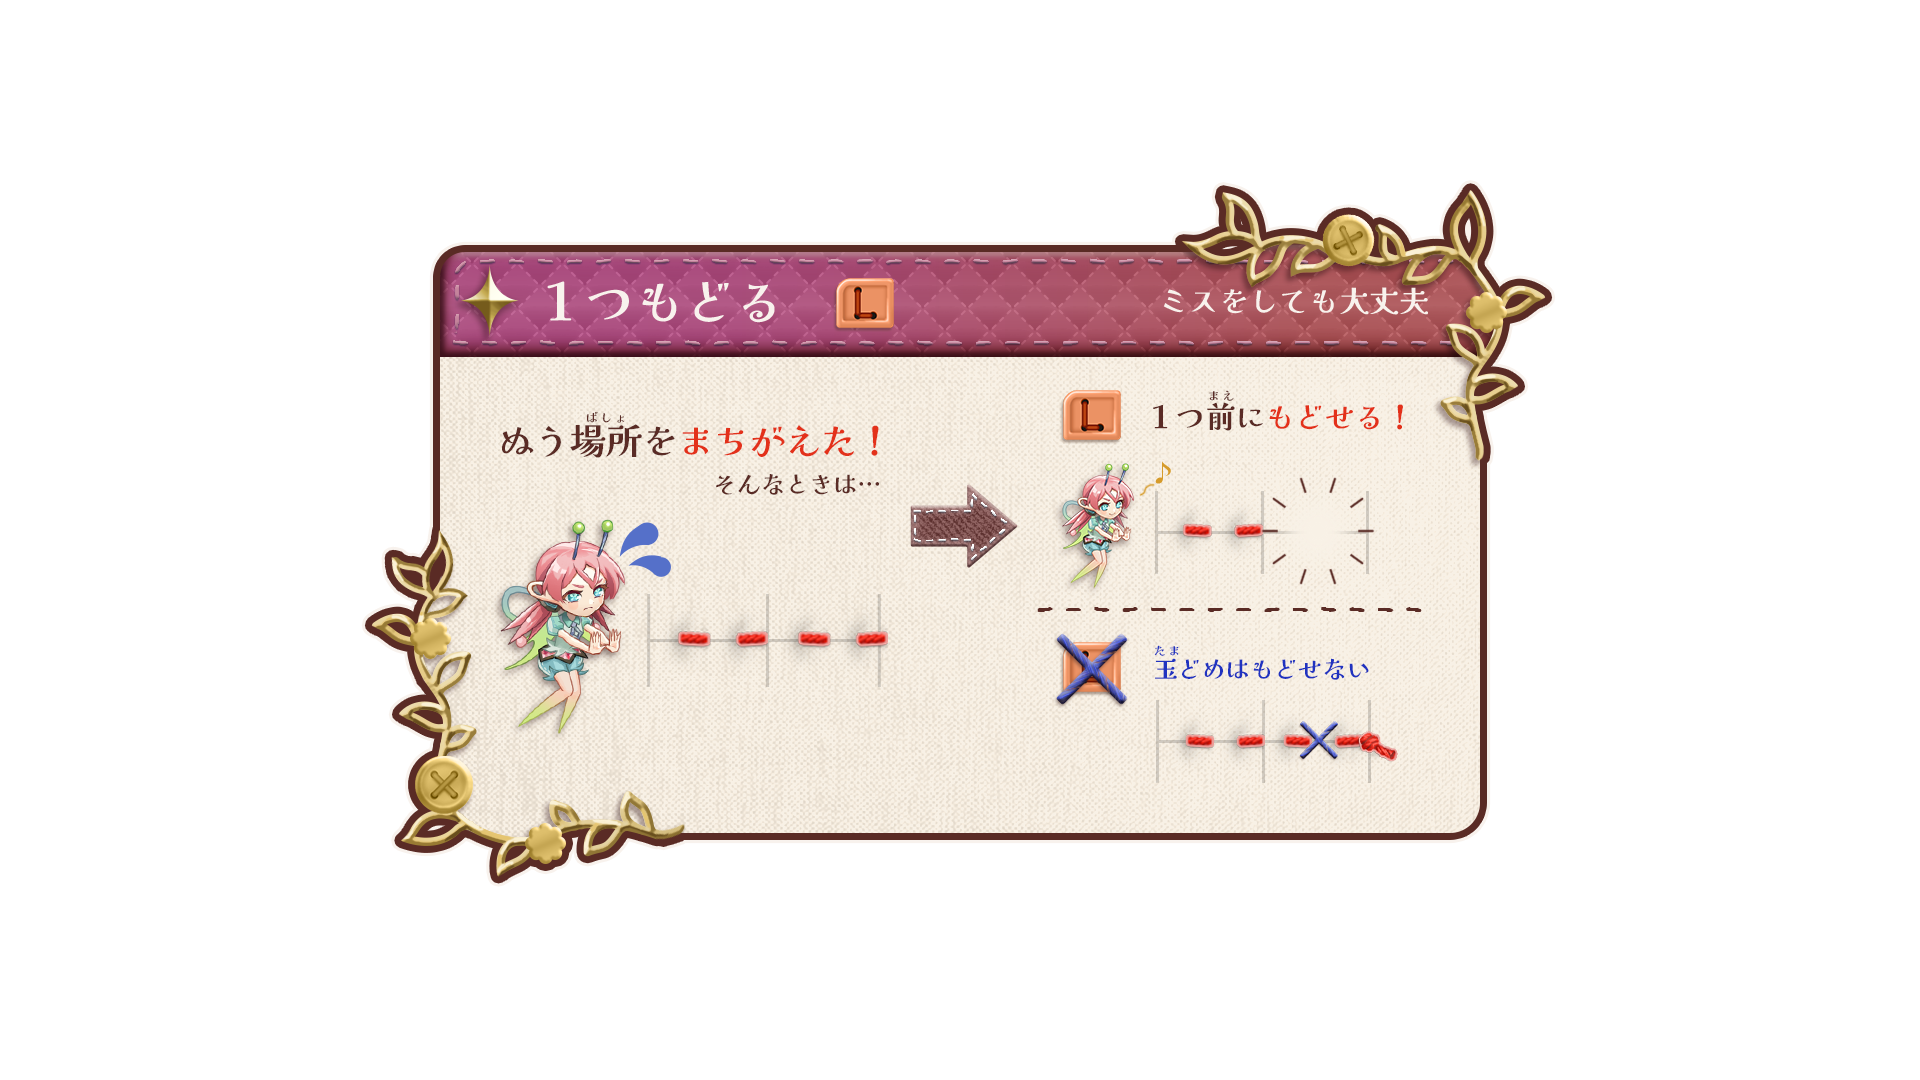 1つもどる L ミスをしても大丈夫
ばしょ
ぬう場所をまちがえた！
そんなときは…
まえ
L 1つ前にもどせる！
たま
L 玉どめはもどせない